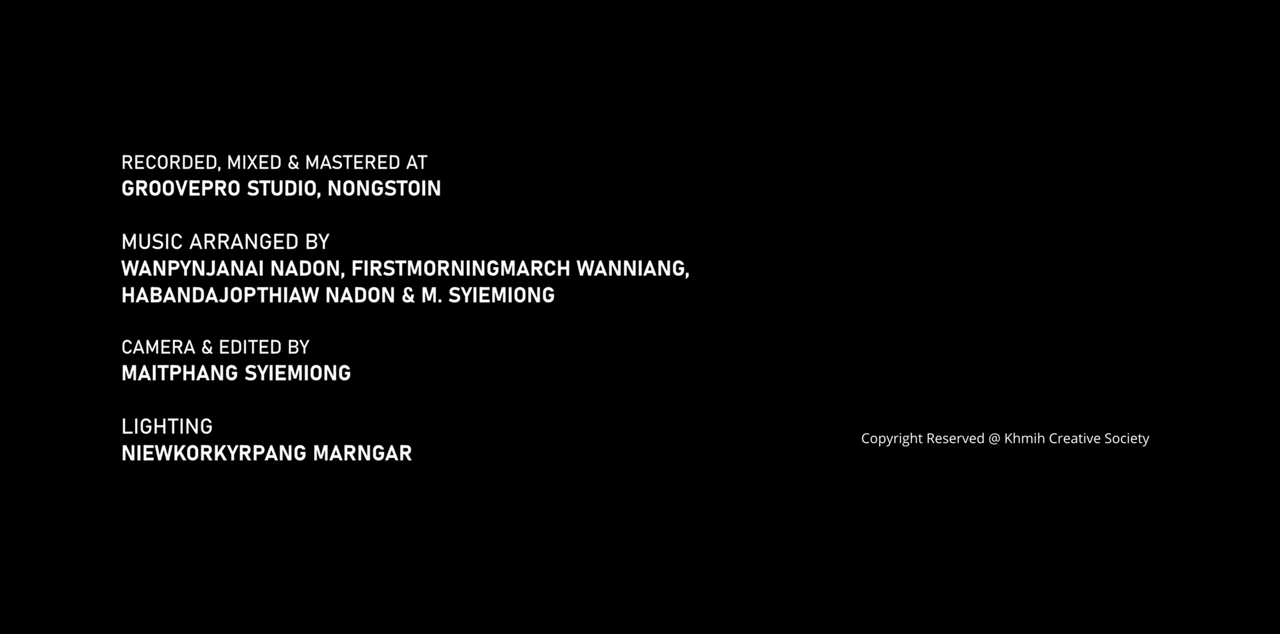 RECORDED, MIXED & MASTERED AT
GROOVEPRO STUDIO, NONGSTOIN
MUSIC ARRANGED BY
WANPYNJANAI NADON, FIRSTMORNINGMARCH WANNIANG,
HABANDAJOPTHIAW NADON & M. SYIEMIONG
CAMERA & EDITED BY
MAITPHANG SYIEMIONG
LIGHTING
NIEWKORKYRPANG MARNGAR
Copyright Reserved @ Khmih Creative Society